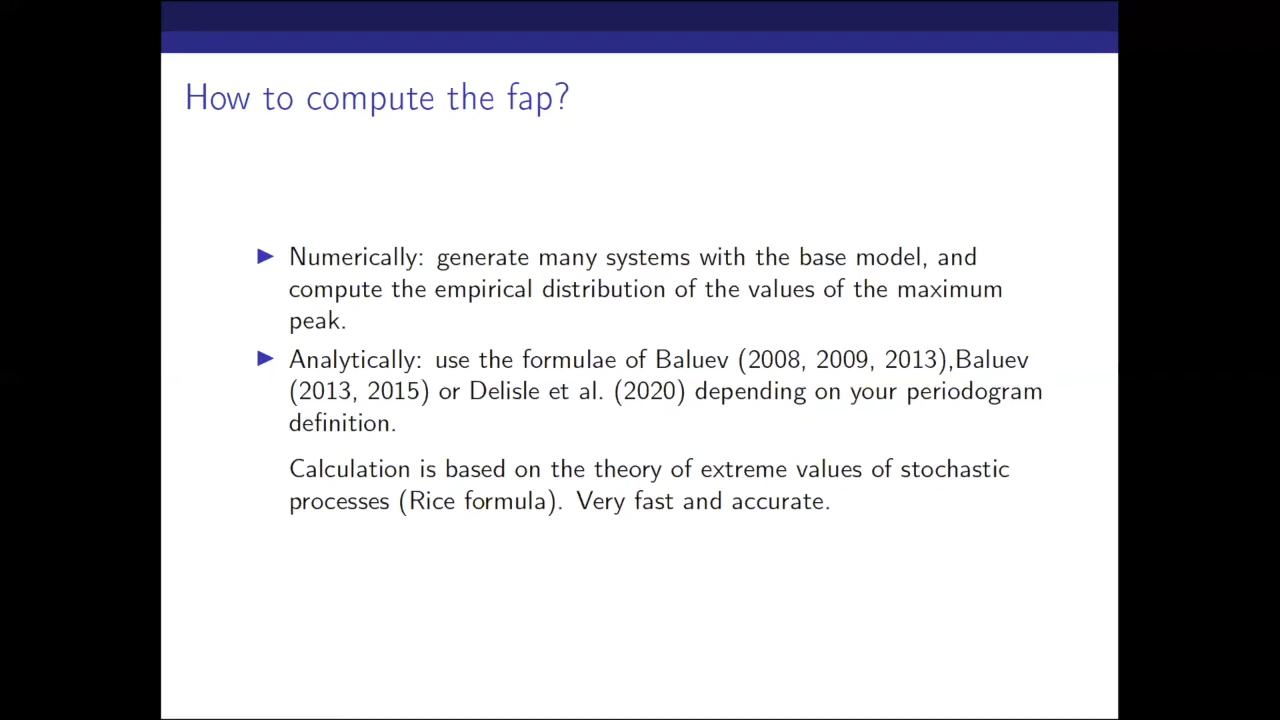 How to compute the fap?
▶ Numerically: generate many systems with the base model, and
compute the empirical distribution of the values of the maximum
peak.
▶ Analytically: use the formulae of Baluev (2008, 2009, 2013),Baluev
(2013, 2015) or Delisle et al. (2020) depending on your periodogram
definition.
Calculation is based on the theory of extreme values of stochastic
processes (Rice formula). Very fast and accurate.